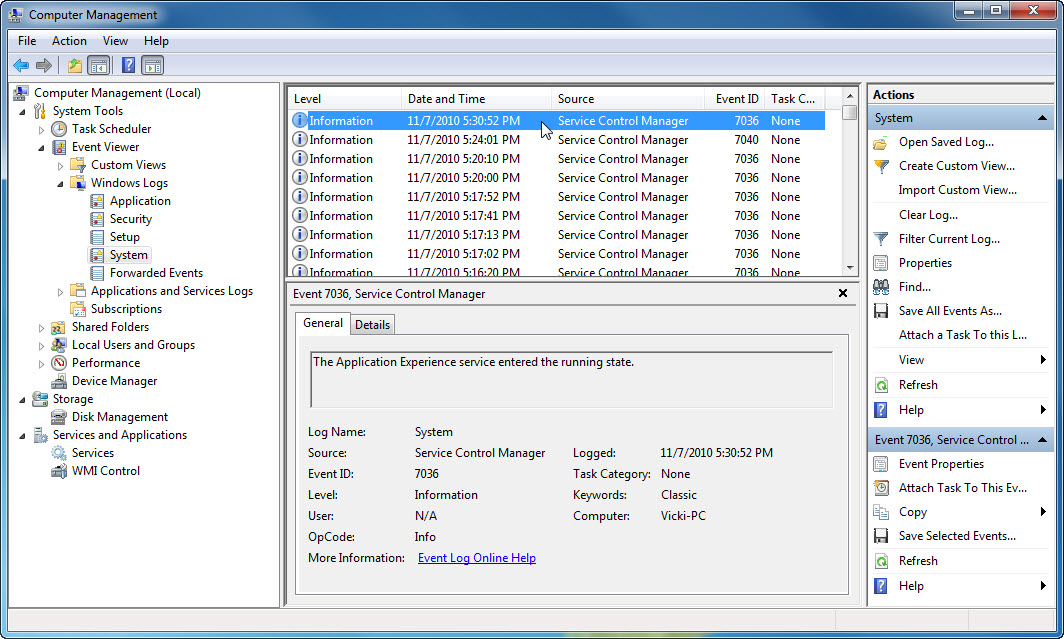 Computer Management
File Action View Help
Computer Management (Local)
System Tools
Task Scheduler
Event Viewer
Custom Views
Windows Logs
Application
Security
Setup
System
Forwarded Events
Applications and Services Logs
Subscriptions
Shared Folders
Local Users and Groups
Performance
Device Manager
Storage
Disk Management
Services and Applications
Services
WMI Control
Level Date and Time Source Event ID Task C...
Information 11/7/2010 5:30:52 PM Service Control Manager 7036 None
Information 11/7/2010 5:24:01 PM Service Control Manager 7040 None
Information 11/7/2010 5:20:10 PM Service Control Manager 7036 None
Information 11/7/2010 5:20:00 PM Service Control Manager 7036 None
Information 11/7/2010 5:17:52 PM Service Control Manager 7036 None
Information 11/7/2010 5:17:41 PM Service Control Manager 7036 None
Information 11/7/2010 5:17:13 PM Service Control Manager 7036 None
Information 11/7/2010 5:17:02 PM Service Control Manager 7036 None
Information 11/7/2010 5:16:20 PM Service Control Manager 7036 None
Event 7036, Service Control Manager
General Details
The Application Experience service entered the running state.
Log Name: System
Source: Service Control Manager Logged: 11/7/2010 5:30:52 PM
Event ID: 7036 Task Category: None
Level: Information Keywords: Classic
User: N/A Computer: Vicki-PC
OpCode: Info
More Information: Event Log Online Help
Actions
System
Open Saved Log...
Create Custom View...
Import Custom View...
Clear Log...
Filter Current Log...
Properties
Find...
Save All Events As...
Attach a Task To this L...
View
Refresh
Help
Event 7036, Service Control ...
Event Properties
Attach Task To This Ev...
Copy
Save Selected Events...
Refresh
Help